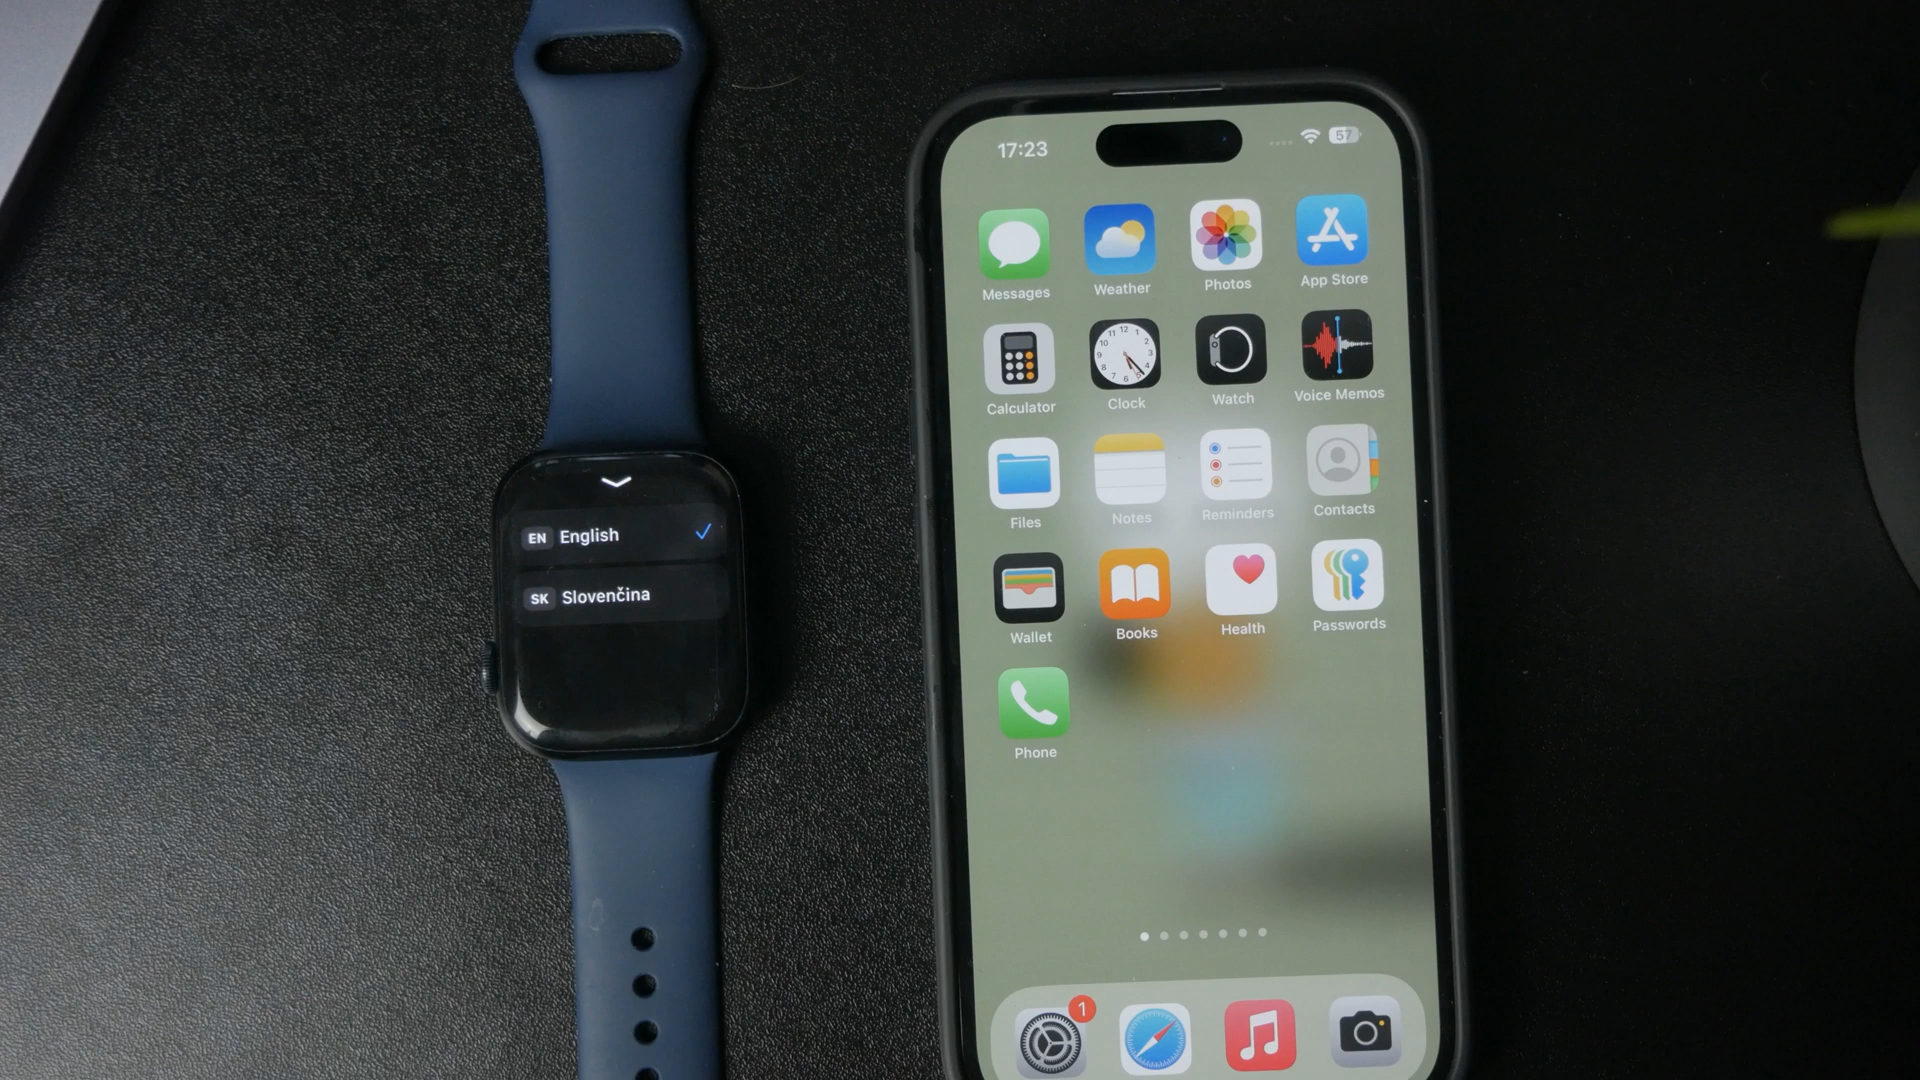 EN English
SK Slovenčina
17:23
57
Messages
Weather
Photos
App Store
Calculator
Clock
Watch
Voice Memos
Files
Notes
Reminders
Contacts
Wallet
Books
Health
Passwords
Phone
1